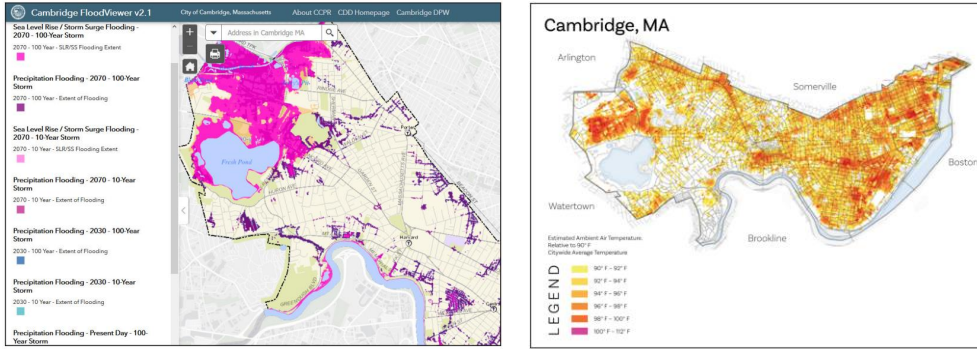 Cambridge FloodViewer v2.1
City of Cambridge, Massachusetts
About CCPR
CDD Homepage
Cambridge DPW
Sea Level Rise / Storm Surge Flooding -
2070 - 100-Year Storm
2070 - 100 Year - SLR/SS Flooding Extent
Precipitation Flooding - 2070 - 100-Year
Storm
2070 - 100 Year - Extent of Flooding
Sea Level Rise / Storm Surge Flooding -
2070 - 10-Year Storm
2070 - 10 Year - SLR/SS Flooding Extent
Precipitation Flooding - 2070 - 10-Year
Storm
2070 - 10 Year - Extent of Flooding
Precipitation Flooding - 2030 - 100-Year
Storm
2030 - 100 Year - Extent of Flooding
Precipitation Flooding - 2030 - 10-Year
Storm
2030 - 10 Year - Extent of Flooding
Precipitation Flooding - Present Day - 100-
Year Storm
+
Address in Cambridge MA
Fresh Pond
HURON AVE
Harvard
Cambridge, MA
Arlington
Somerville
Boston
Watertown
Brookline
Estimated Ambient Air Temperature
Relative to 90° F
Citywide Average Temperature
LEGEND
90° F - 92° F
92° F - 94° F
94° F - 96° F
96° F - 98° F
98° F - 100° F
100° F - 112° F